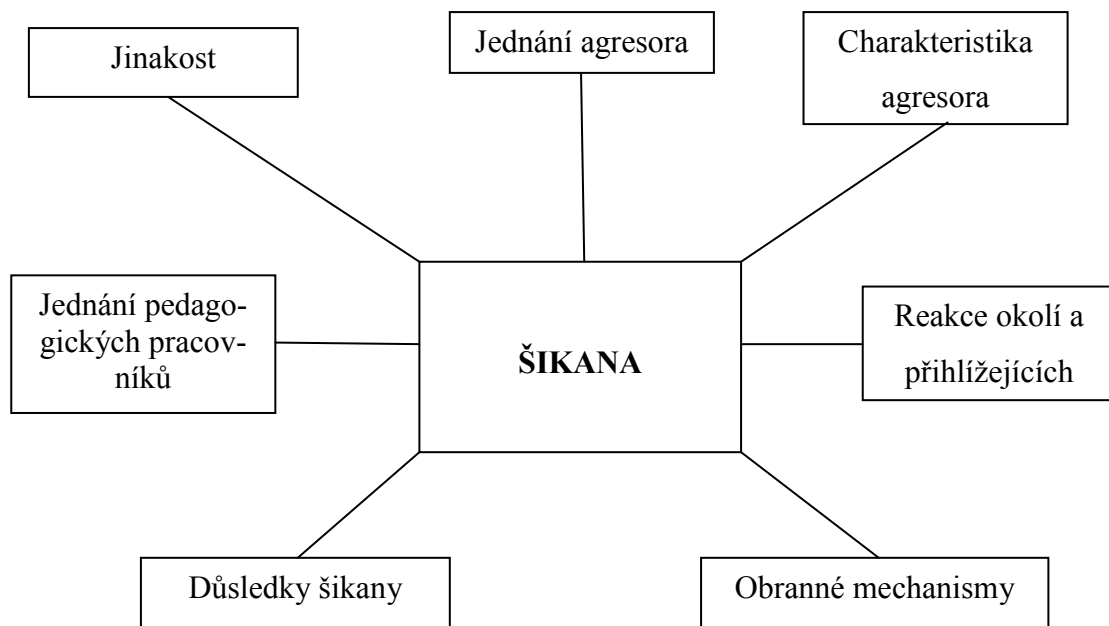 Jinakost
Jednání agresora
Charakteristika
agresora
Jednání pedago-
gických pracov-
níků
ŠIKANA
Reakce okolí a
přihlížejících
Důsledky šikany
Obranné mechanismy